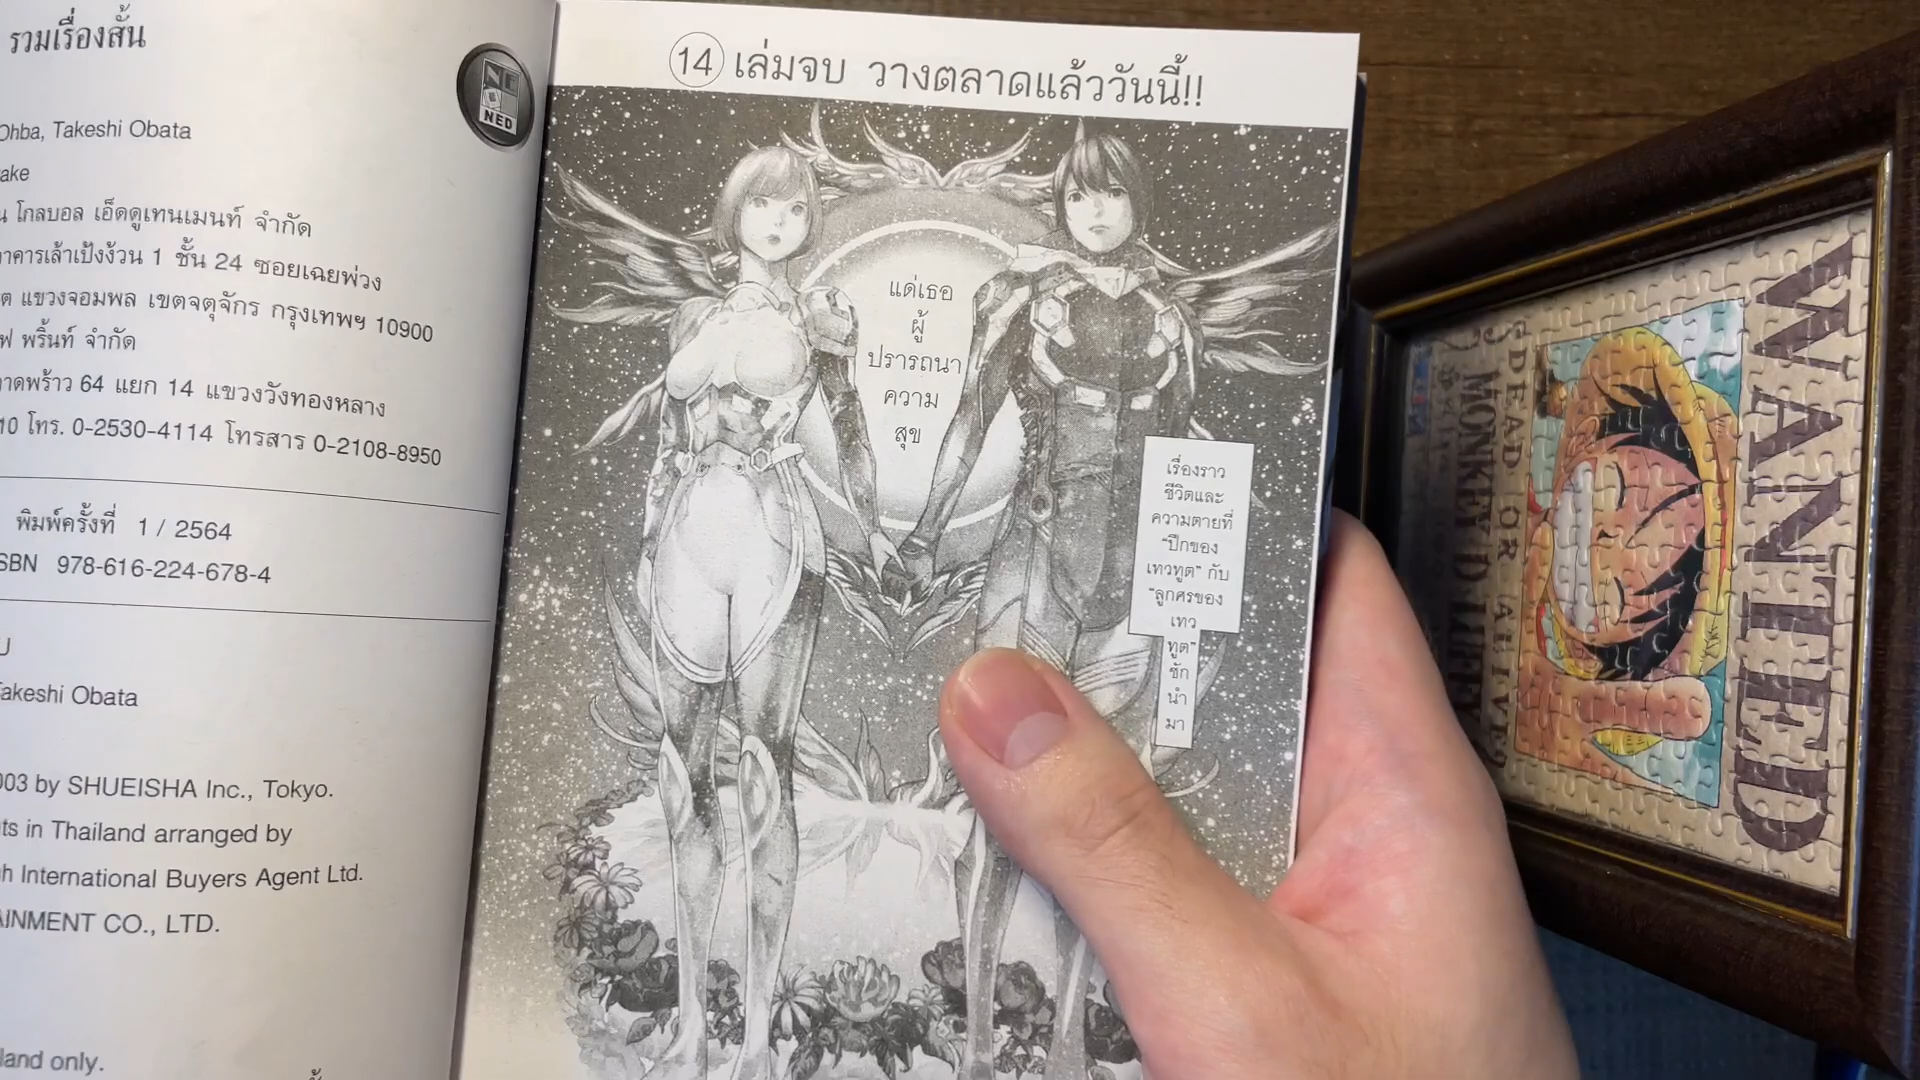 รวมเรื่องสั้น
NED
Ohba, Takeshi Obata
ake
น โกลบอล เอ็ดดูเทนเมนท์ จำกัด
าคารเล้าเป้งง้วน 1 ชั้น 24 ซอยเฉยพ่วง
ต แขวงจอมพล เขตจตุจักร กรุงเทพฯ 10900
ฟ พริ้นท์ จำกัด
าดพร้าว 64 แยก 14 แขวงวังทองหลาง
10 โทร. 0-2530-4114 โทรสาร 0-2108-8950
พิมพ์ครั้งที่ 1 / 2564
SBN 978-616-224-678-4
Takeshi Obata
003 by SHUEISHA Inc., Tokyo.
ts in Thailand arranged by
h International Buyers Agent Ltd.
AINMENT CO., LTD.
land only.
14 เล่มจบ วางตลาดแล้ววันนี้!!
แด่เธอ
ผู้
ปรารถนา
ความ
สุข
เรื่องราว
ชีวิตและ
ความตายที่
"ปีกของ
เทวทูต" กับ
"ลูกศรของ
เทว
ทูต"
ชัก
นำ
มา
WANTED
DEAD OR ALIVE
MONKEY D LUFFY